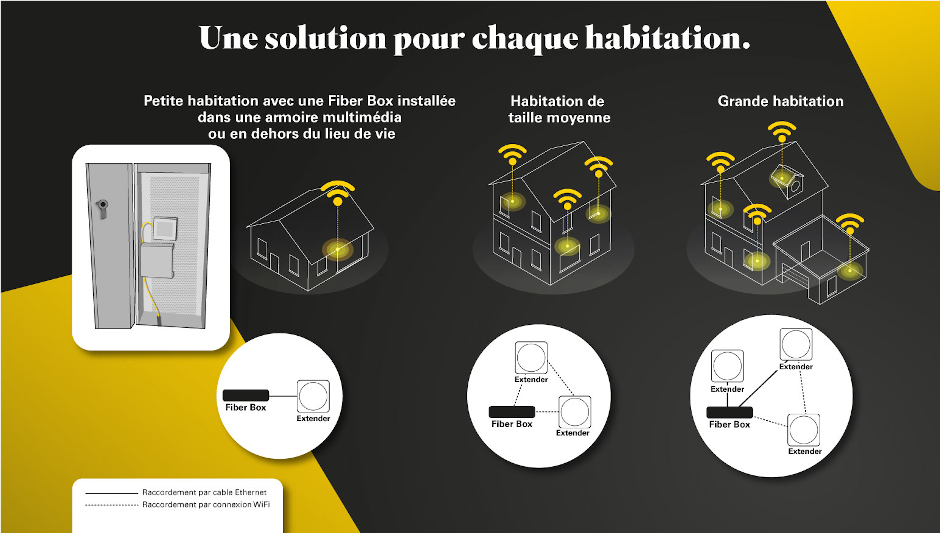 Une solution pour chaque habitation.
Petite habitation avec une Fiber Box installée
dans une armoire multimédia
ou en dehors du lieu de vie
Habitation de
taille moyenne
Grande habitation
Fiber Box
Extender
Extender
Fiber Box
Extender
Extender
Extender
Fiber Box
Extender
Raccordement par cable Ethernet
Raccordement par connexion WiFi